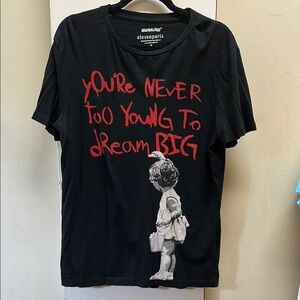 elevenparis
yOU'Re NEVER
Too YouNG To
dReam BIG